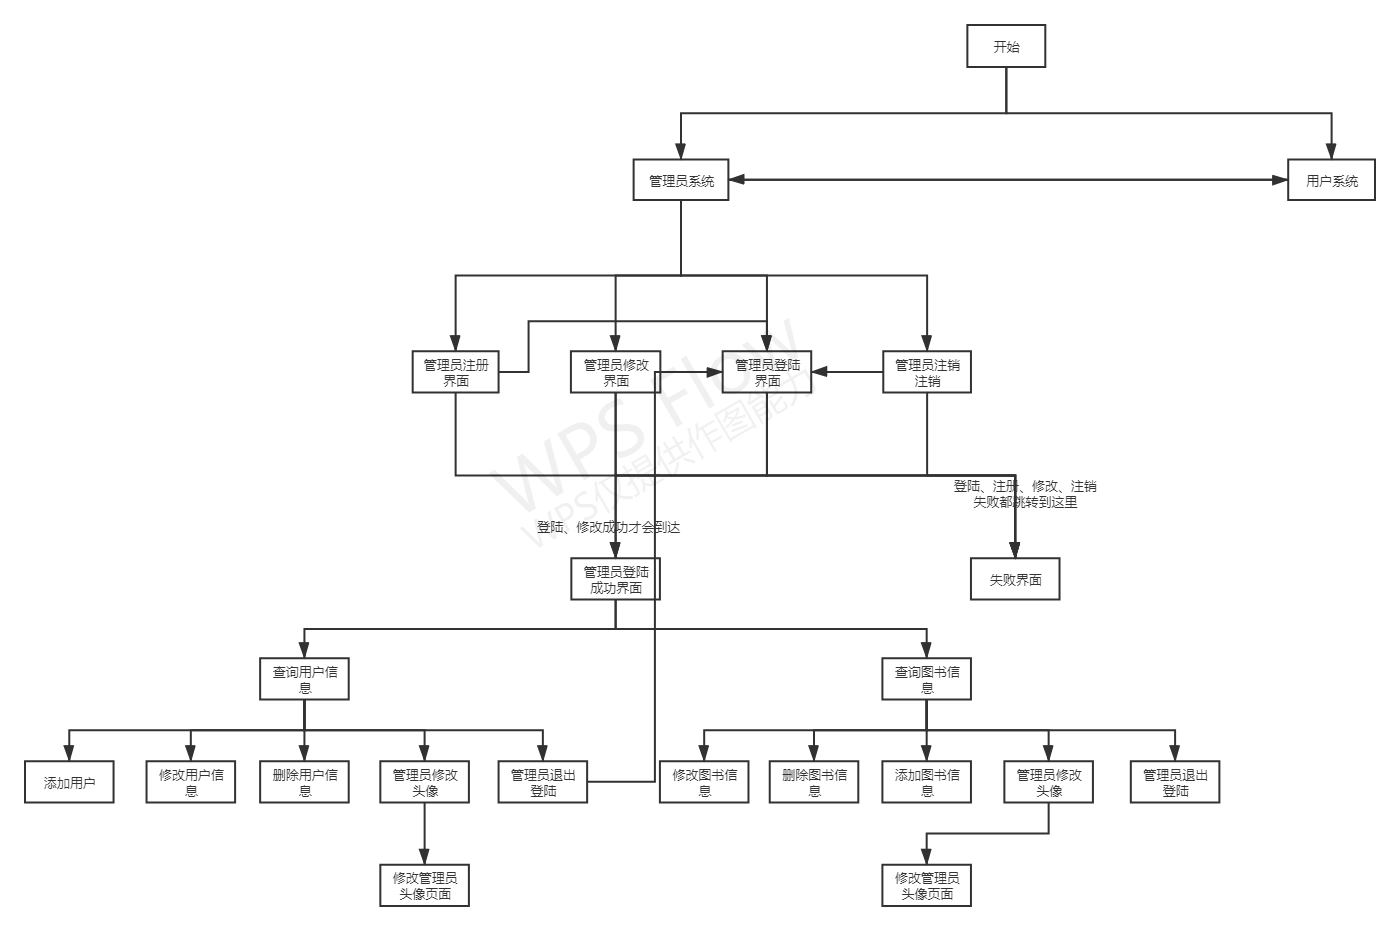 开始
管理员系统
用户系统
管理员注册
界面
管理员修改
界面
管理员登陆
界面
管理员注销
注销
WPS Flow
WPS仅提供作图能力
登陆、注册、修改、注销
失败都跳转到这里
登陆、修改成功才会到达
管理员登陆
成功界面
失败界面
查询用户信
息
查询图书信
息
添加用户
修改用户信
息
删除用户信
息
管理员修改
头像
管理员退出
登陆
修改图书信
息
删除图书信
息
添加图书信
息
管理员修改
头像
管理员退出
登陆
修改管理员
头像页面
修改管理员
头像页面